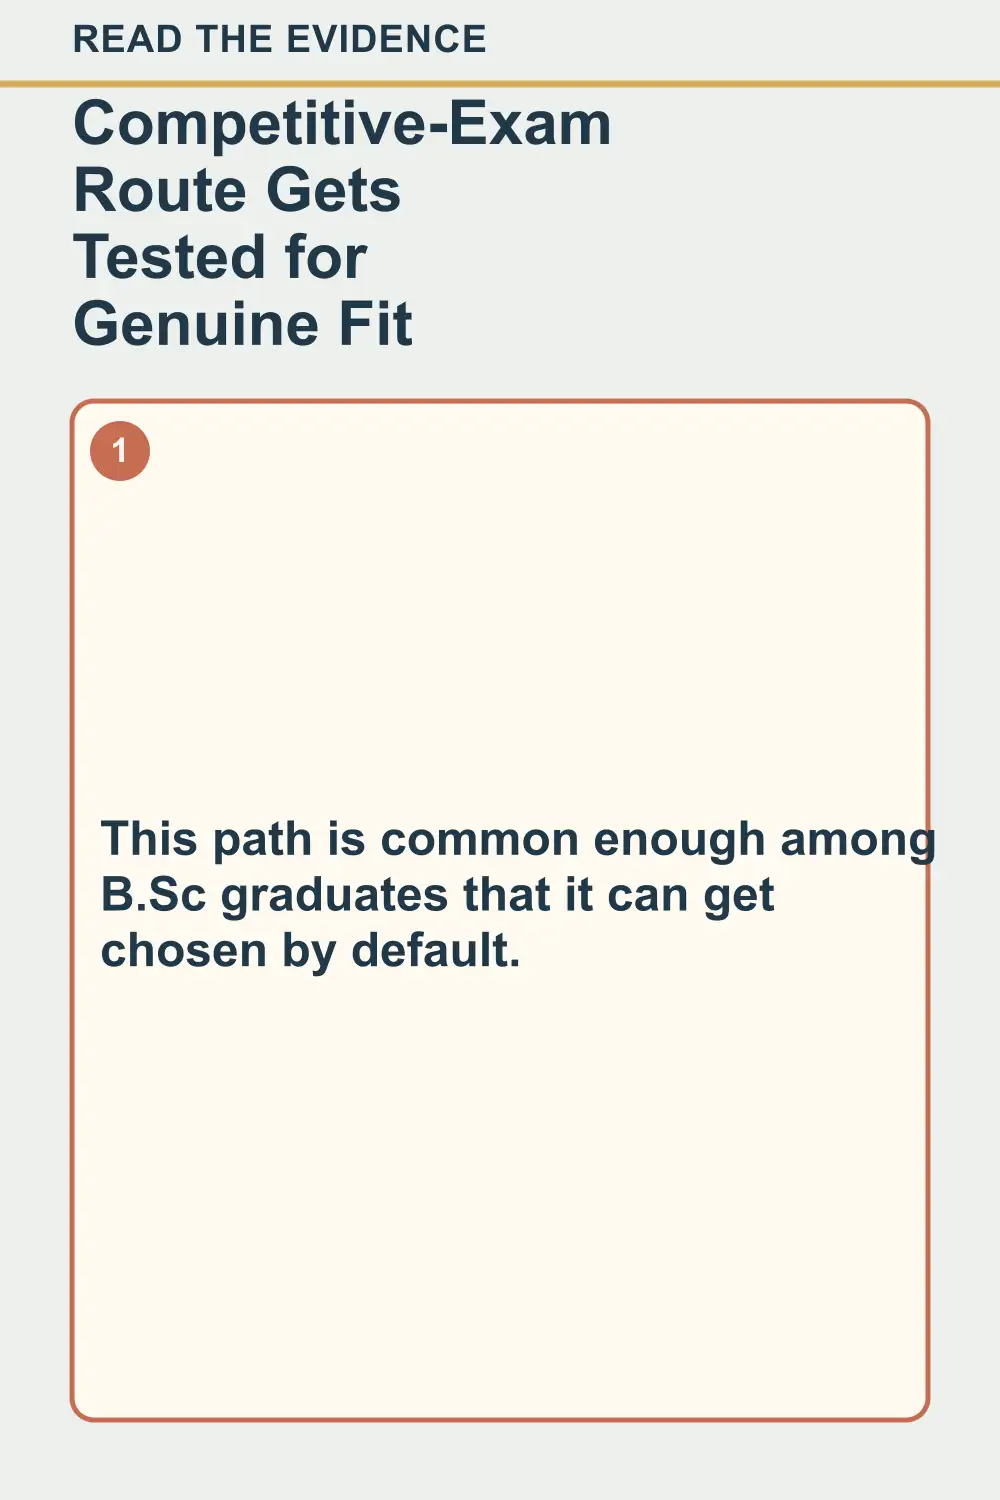 READ THE EVIDENCE
Competitive-Exam
Route Gets
Tested for
Genuine Fit
1
This path is common enough among
B.Sc graduates that it can get
chosen by default.